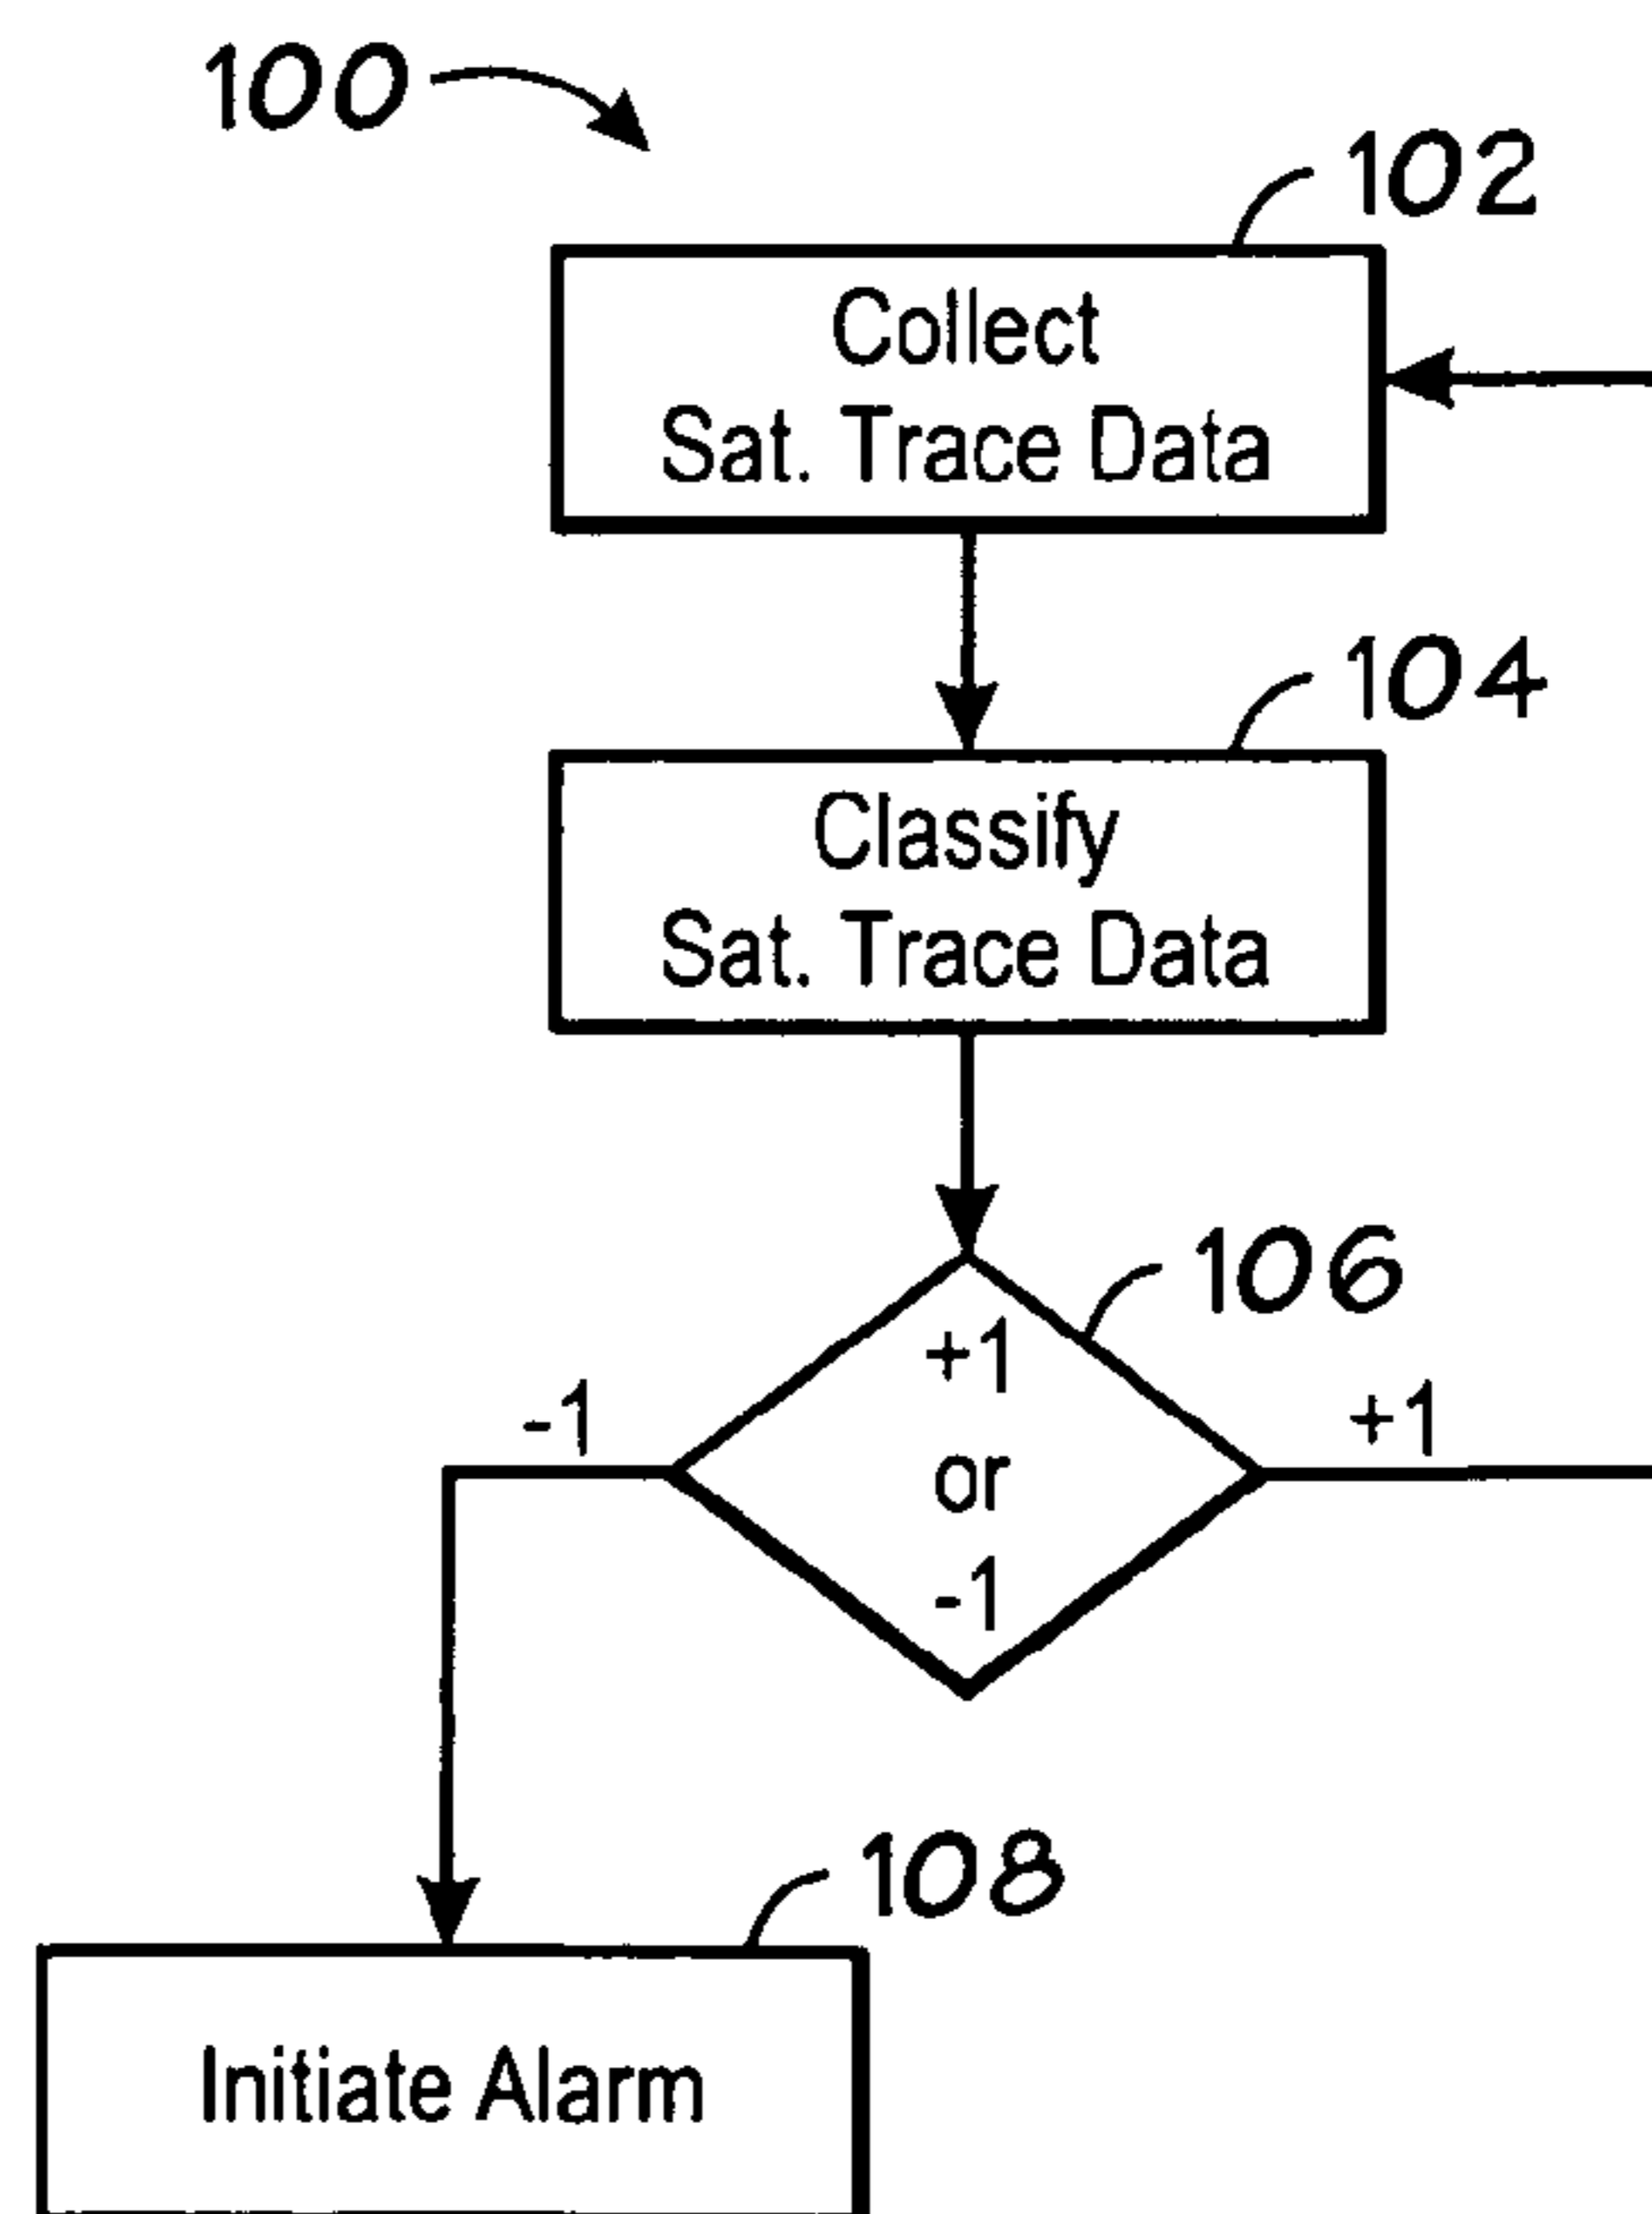 100
102
Collect
Sat. Trace Data
104
Classify
Sat. Trace Data
106
+1
or
-1
-1
+1
108
Initiate Alarm